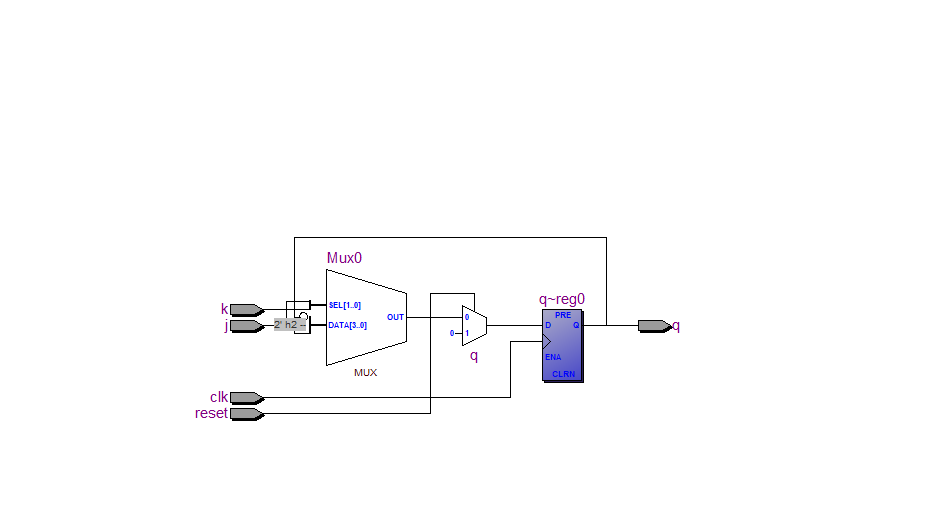 Mux0
k
SEL[1..0]
j
2' h2 --
DATA[3..0]
OUT
MUX
0
0
1
q
q~reg0
PRE
D
Q
ENA
CLRN
q
clk
reset